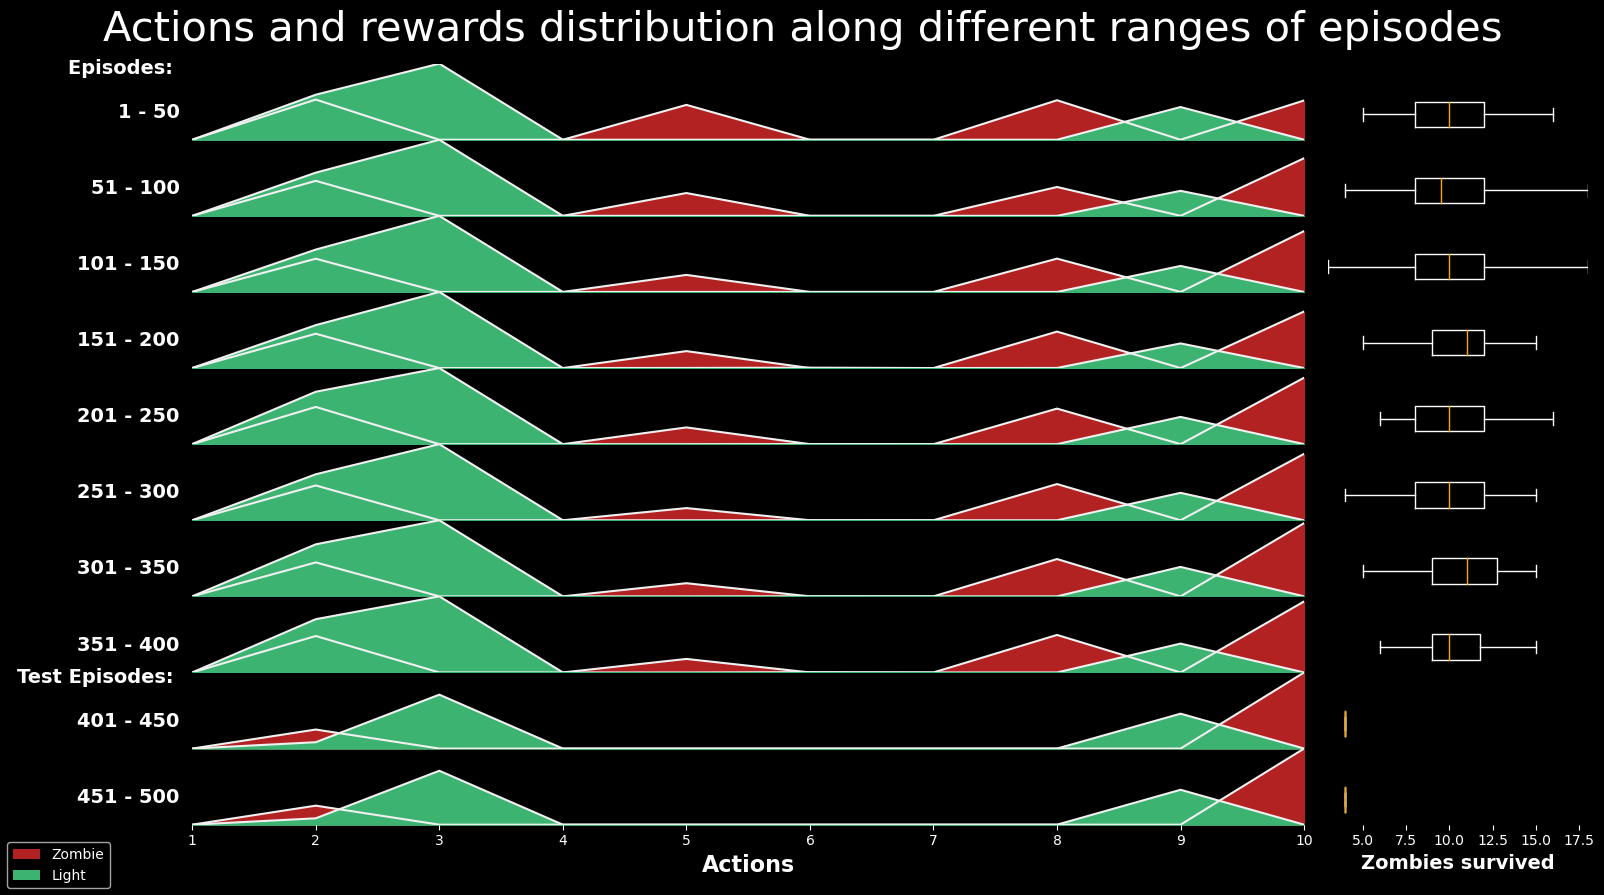 Actions and rewards distribution along different ranges of episodes
Episodes:
1 - 50
51 - 100
101 - 150
151 - 200
201 - 250
251 - 300
301 - 350
351 - 400
Test Episodes:
401 - 450
451 - 500
1 2 3 4 5 6 7 8 9 10
Actions
5.0 7.5 10.0 12.5 15.0 17.5
Zombies survived
Zombie
Light